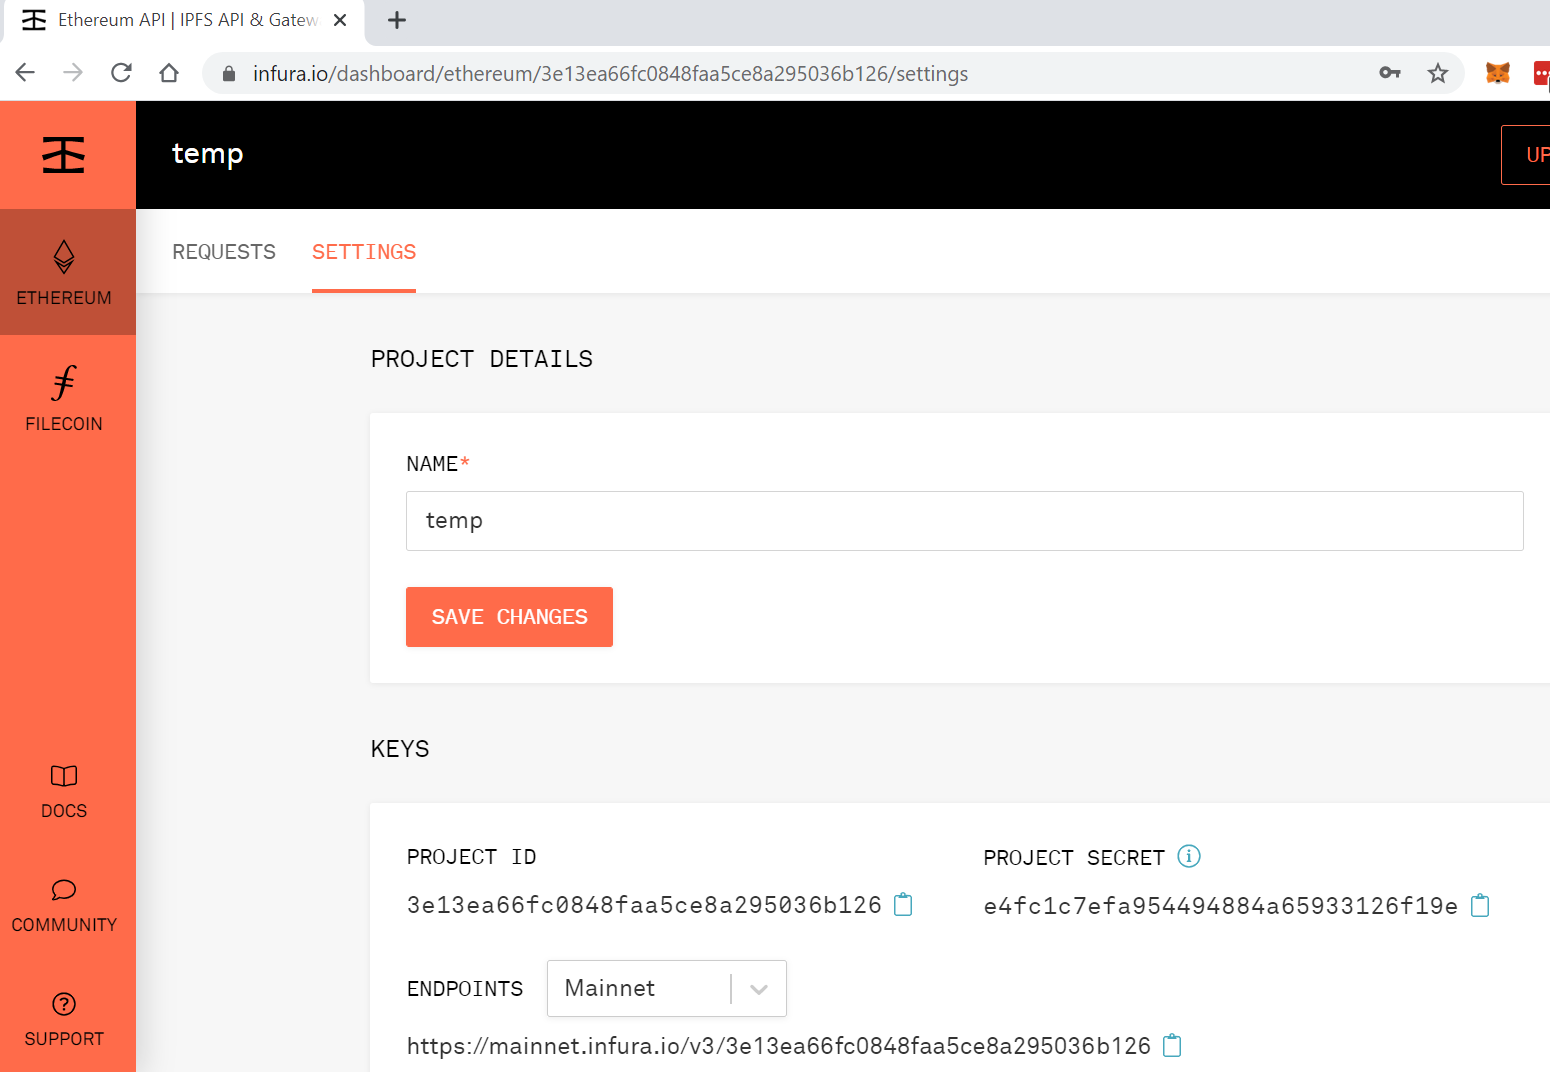 Ethereum API | IPFS API & Gatew
infura.io/dashboard/ethereum/3e13ea66fc0848faa5ce8a295036b126/settings
temp
UP
REQUESTS SETTINGS
ETHEREUM
FILECOIN
DOCS
COMMUNITY
SUPPORT
PROJECT DETAILS
NAME*
temp
SAVE CHANGES
KEYS
PROJECT ID PROJECT SECRET
3e13ea66fc0848faa5ce8a295036b126 e4fc1c7efa954494884a65933126f19e
ENDPOINTS Mainnet
https://mainnet.infura.io/v3/3e13ea66fc0848faa5ce8a295036b126